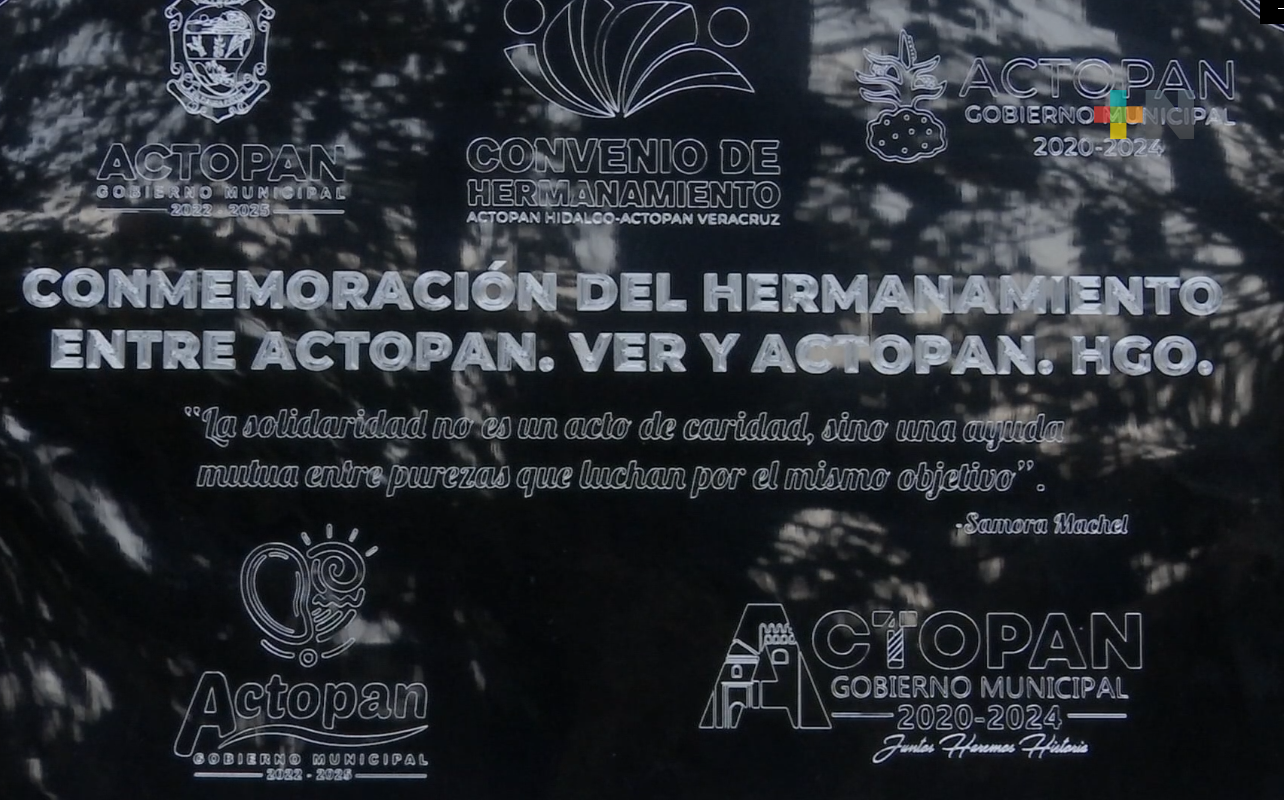 ACTOPAN
GOBIERNO MUNICIPAL
2022 - 2025
CONVENIO DE
HERMANAMIENTO
ACTOPAN HIDALGO-ACTOPAN VERACRUZ
ACTOPAN
GOBIERNO MUNICIPAL
2020-2024
CONMEMORACIÓN DEL HERMANAMIENTO
ENTRE ACTOPAN. VER Y ACTOPAN. HGO.
"La solidaridad no es un acto de caridad, sino una ayuda
mutua entre purezas que luchan por el mismo objetivo".
-Samora Machel
Actopan
GOBIERNO MUNICIPAL
2022 - 2025
ACTOPAN
GOBIERNO MUNICIPAL
2020-2024
Juntos Haremos Historia